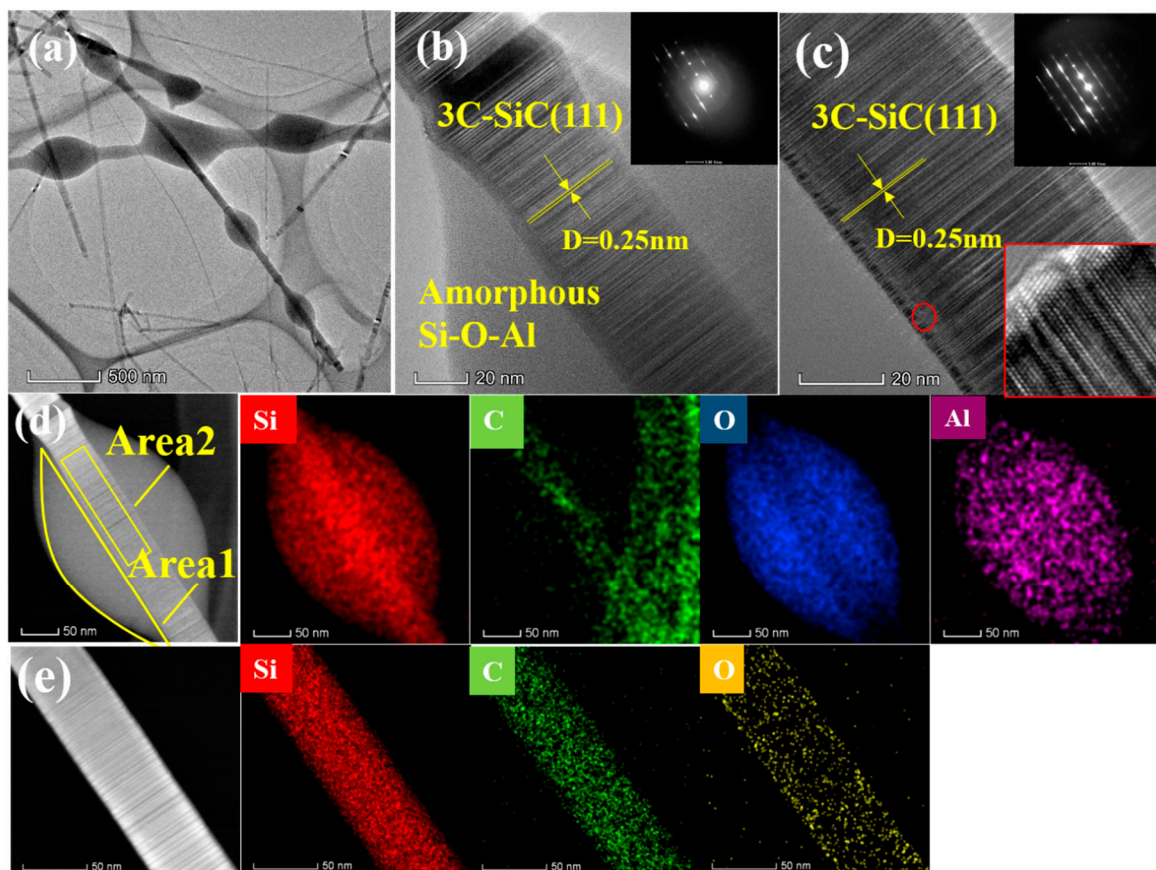 (a)
500 nm
(b)
3C-SiC(111)
D=0.25nm
Amorphous
Si-O-Al
20 nm
(c)
3C-SiC(111)
D=0.25nm
20 nm
(d)
Area2
Area1
50 nm
Si
50 nm
C
50 nm
O
50 nm
Al
50 nm
(e)
50 nm
Si
50 nm
C
50 nm
O
50 nm